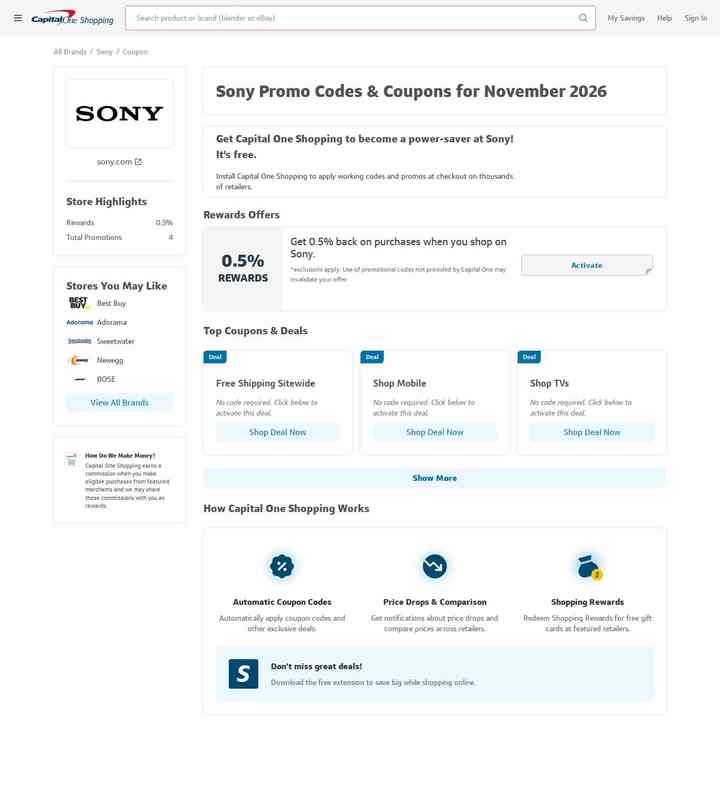 Capital One Shopping
Search product or brand (blender or eBay)
My Savings
Help
Sign In
All Brands / Sony / Coupon
SONY
sony.com
Store Highlights
Rewards 0.5%
Total Promotions 4
Stores You May Like
BEST BUY Best Buy
Adorama Adorama
Sweetwater
Newegg
BOSE
View All Brands
How Do We Make Money?
Capital One Shopping earns a
commission when you make
eligible purchases from featured
merchants and we may share
those commissions with you as
rewards.
Sony Promo Codes & Coupons for November 2026
Get Capital One Shopping to become a power-saver at Sony!
It's free.
Install Capital One Shopping to apply working codes and promos at checkout on thousands
of retailers.
Rewards Offers
0.5%
REWARDS
Get 0.5% back on purchases when you shop on
Sony.
*exclusions apply. Use of promotional codes not provided by Capital One may
invalidate your offer
Activate
Top Coupons & Deals
Deal
Free Shipping Sitewide
No code required. Click below to
activate this deal.
Shop Deal Now
Deal
Shop Mobile
No code required. Click below to
activate this deal.
Shop Deal Now
Deal
Shop TVs
No code required. Click below to
activate this deal.
Shop Deal Now
Show More
How Capital One Shopping Works
Automatic Coupon Codes
Automatically apply coupon codes and
other exclusive deals.
Price Drops & Comparison
Get notifications about price drops and
compare prices across retailers.
Shopping Rewards
Redeem Shopping Rewards for free gift
cards at featured retailers.
S
Don't miss great deals!
Download the free extension to save big while shopping online.